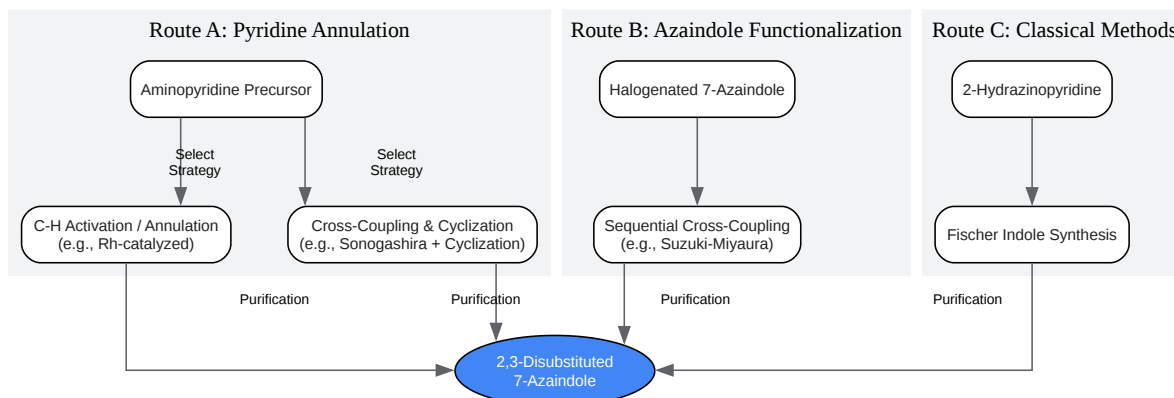 Route A: Pyridine Annulation
Route B: Azaindole Functionalization
Route C: Classical Methods
Aminopyridine Precursor
Halogenated 7-Azaindole
2-Hydrazinopyridine
Select
Strategy
Select
Strategy
C-H Activation / Annulation
(e.g., Rh-catalyzed)
Cross-Coupling & Cyclization
(e.g., Sonogashira + Cyclization)
Sequential Cross-Coupling
(e.g., Suzuki-Miyaura)
Fischer Indole Synthesis
Purification
Purification
Purification
Purification
2,3-Disubstituted
7-Azaindole